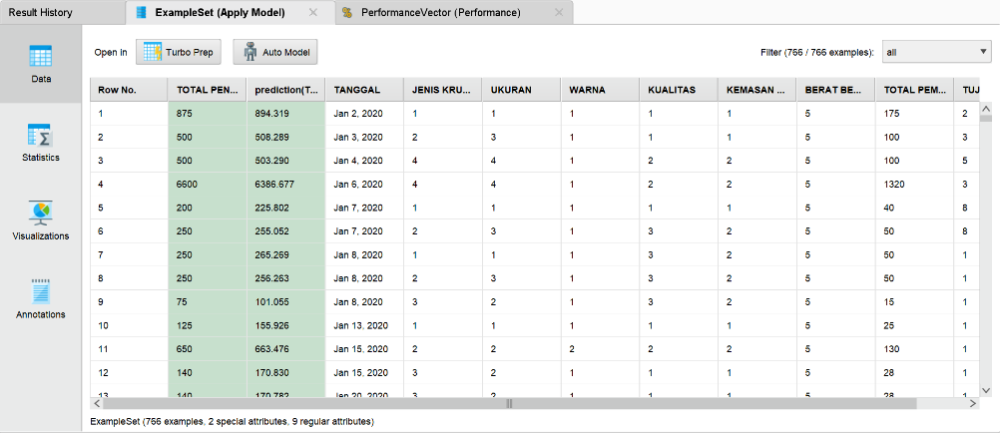 Result History ExampleSet (Apply Model) PerformanceVector (Performance)
Open in Turbo Prep Auto Model Filter (766 / 766 examples): all
Data
Statistics
Visualizations
Annotations
Row No. TOTAL PEN... prediction(T... TANGGAL JENIS KRU... UKURAN WARNA KUALITAS KEMASAN ... BERAT BE... TOTAL PEM... TUJ
1 875 894.319 Jan 2, 2020 1 1 1 1 1 5 175 2
2 500 508.289 Jan 3, 2020 2 3 1 1 1 5 100 3
3 500 503.290 Jan 4, 2020 4 4 1 2 2 5 100 5
4 6600 6386.677 Jan 6, 2020 4 4 1 2 2 5 1320 3
5 200 225.802 Jan 7, 2020 1 1 1 1 1 5 40 8
6 250 255.052 Jan 7, 2020 2 3 1 3 2 5 50 8
7 250 265.269 Jan 8, 2020 1 1 1 3 2 5 50 1
8 250 256.263 Jan 8, 2020 2 3 1 3 2 5 50 1
9 75 101.055 Jan 8, 2020 3 2 1 3 2 5 15 1
10 125 155.926 Jan 13, 2020 1 1 1 1 1 5 25 1
11 650 663.476 Jan 15, 2020 2 2 2 2 2 5 130 1
12 140 170.830 Jan 15, 2020 3 2 1 1 1 5 28 1
13 140 170.782 Jan 20, 2020 3 2 1 1 1 5 28 1
ExampleSet (766 examples, 2 special attributes, 9 regular attributes)